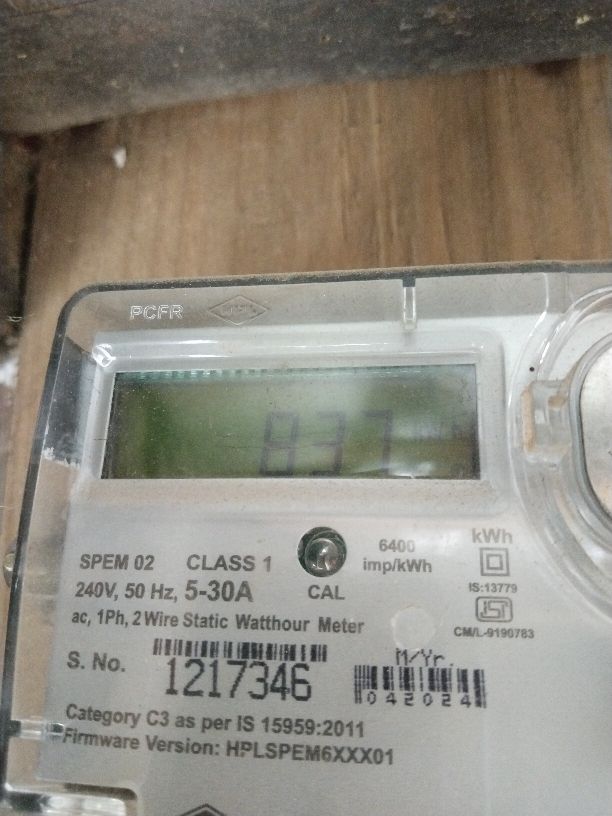 PCFR
837
SPEM 02 CLASS 1 6400 kWh
240V, 50 Hz, 5-30A CAL imp/kWh
IS:13779
ac, 1Ph, 2 Wire Static Watthour Meter
CM/L-9190783
S. No. 1217346 M/Yr.
042024
Category C3 as per IS 15959:2011
Firmware Version: HPLSPEM6XXX01